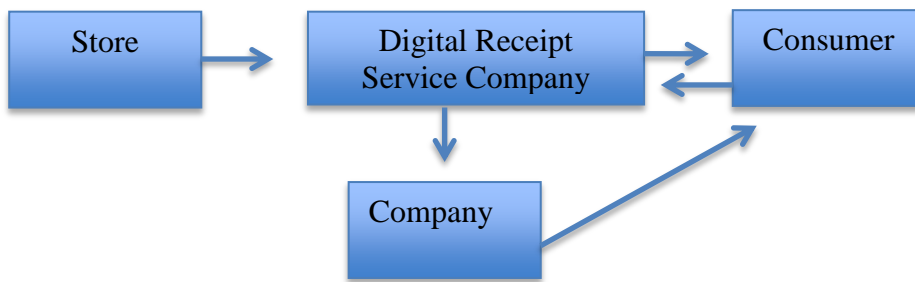 Store
Digital Receipt
Service Company
Consumer
Company